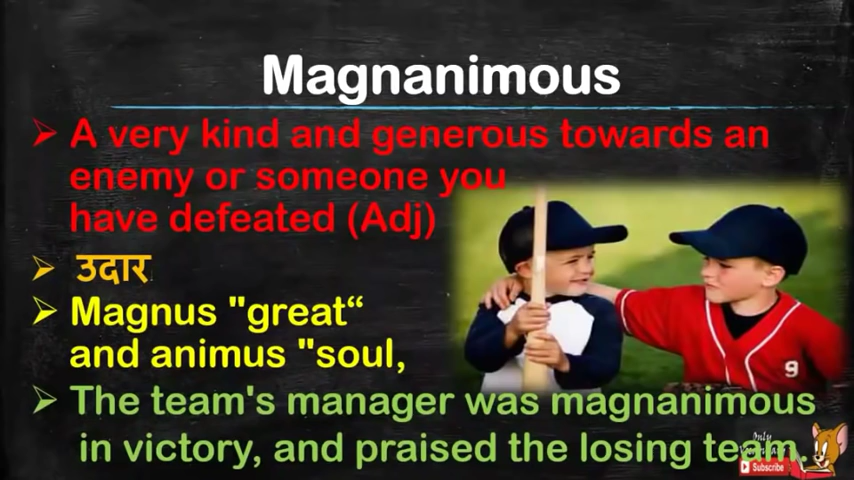 Magnanimous
➢ A very kind and generous towards an
enemy or someone you
have defeated (Adj)
➢ उदार
➢ Magnus "great“
and animus "soul,
➢ The team's manager was magnanimous
in victory, and praised the losing team.
9
Only
Subscribe